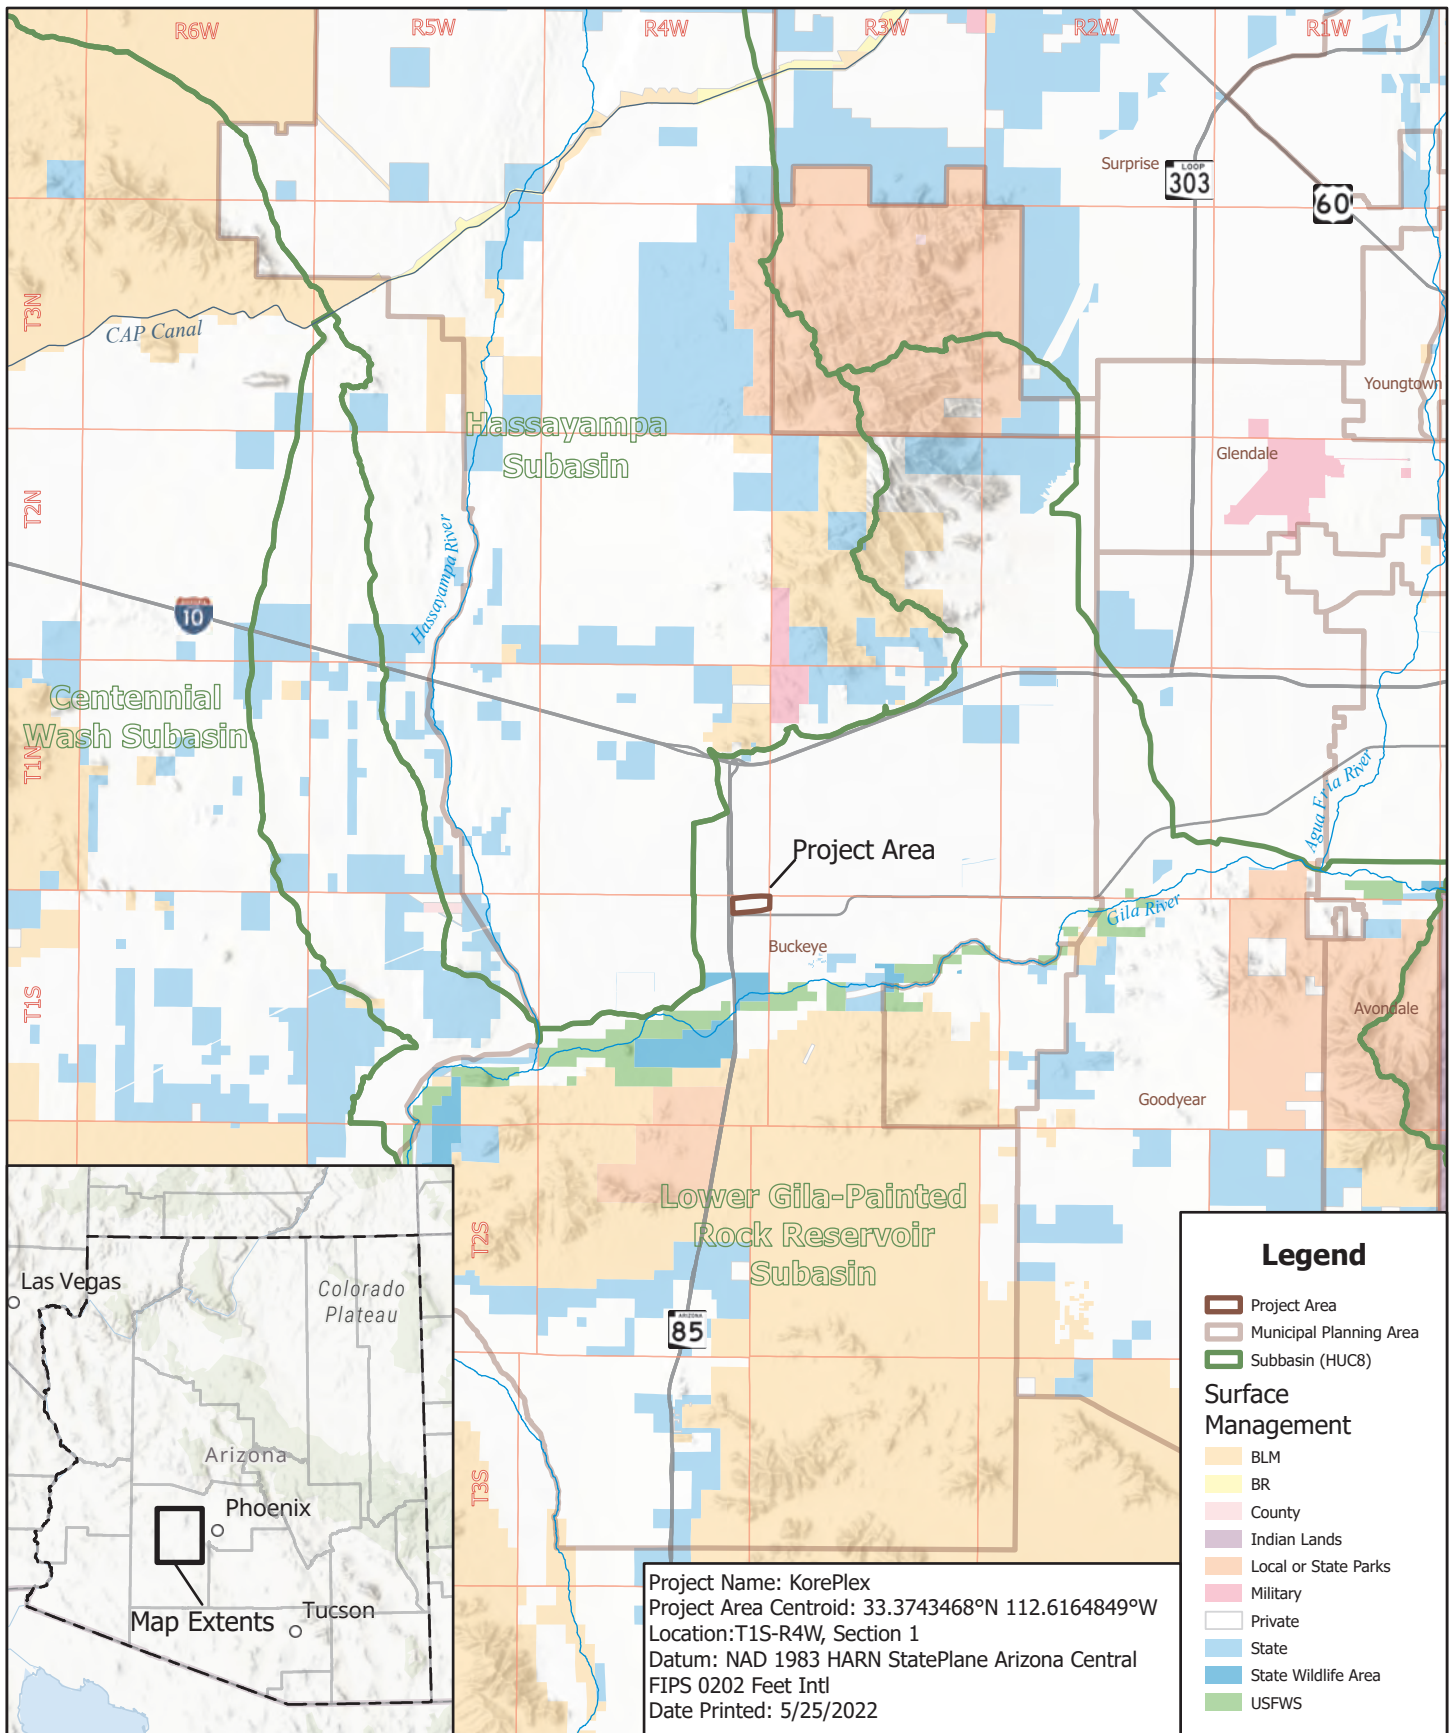 R6W
R5W
R4W
R3W
R2W
R1W
Surprise
LOOP
303
60
T3N
CAP Canal
Youngtown
Hassayampa
Subasin
Glendale
T2N
Hassayampa River
10
Centennial
Wash Subasin
T1N
Agua Fria River
Project Area
Gila River
Buckeye
T1S
Avondale
Goodyear
Lower Gila-Painted
Rock Reservoir
Subasin
T2S
ARIZONA
85
T3S
Las Vegas
Colorado
Plateau
Arizona
Phoenix
Map Extents
Tucson
Project Name: KorePlex
Project Area Centroid: 33.3743468°N 112.6164849°W
Location:T1S-R4W, Section 1
Datum: NAD 1983 HARN StatePlane Arizona Central
FIPS 0202 Feet Intl
Date Printed: 5/25/2022
Legend
Project Area
Municipal Planning Area
Subbasin (HUC8)
Surface
Management
BLM
BR
County
Indian Lands
Local or State Parks
Military
Private
State
State Wildlife Area
USFWS